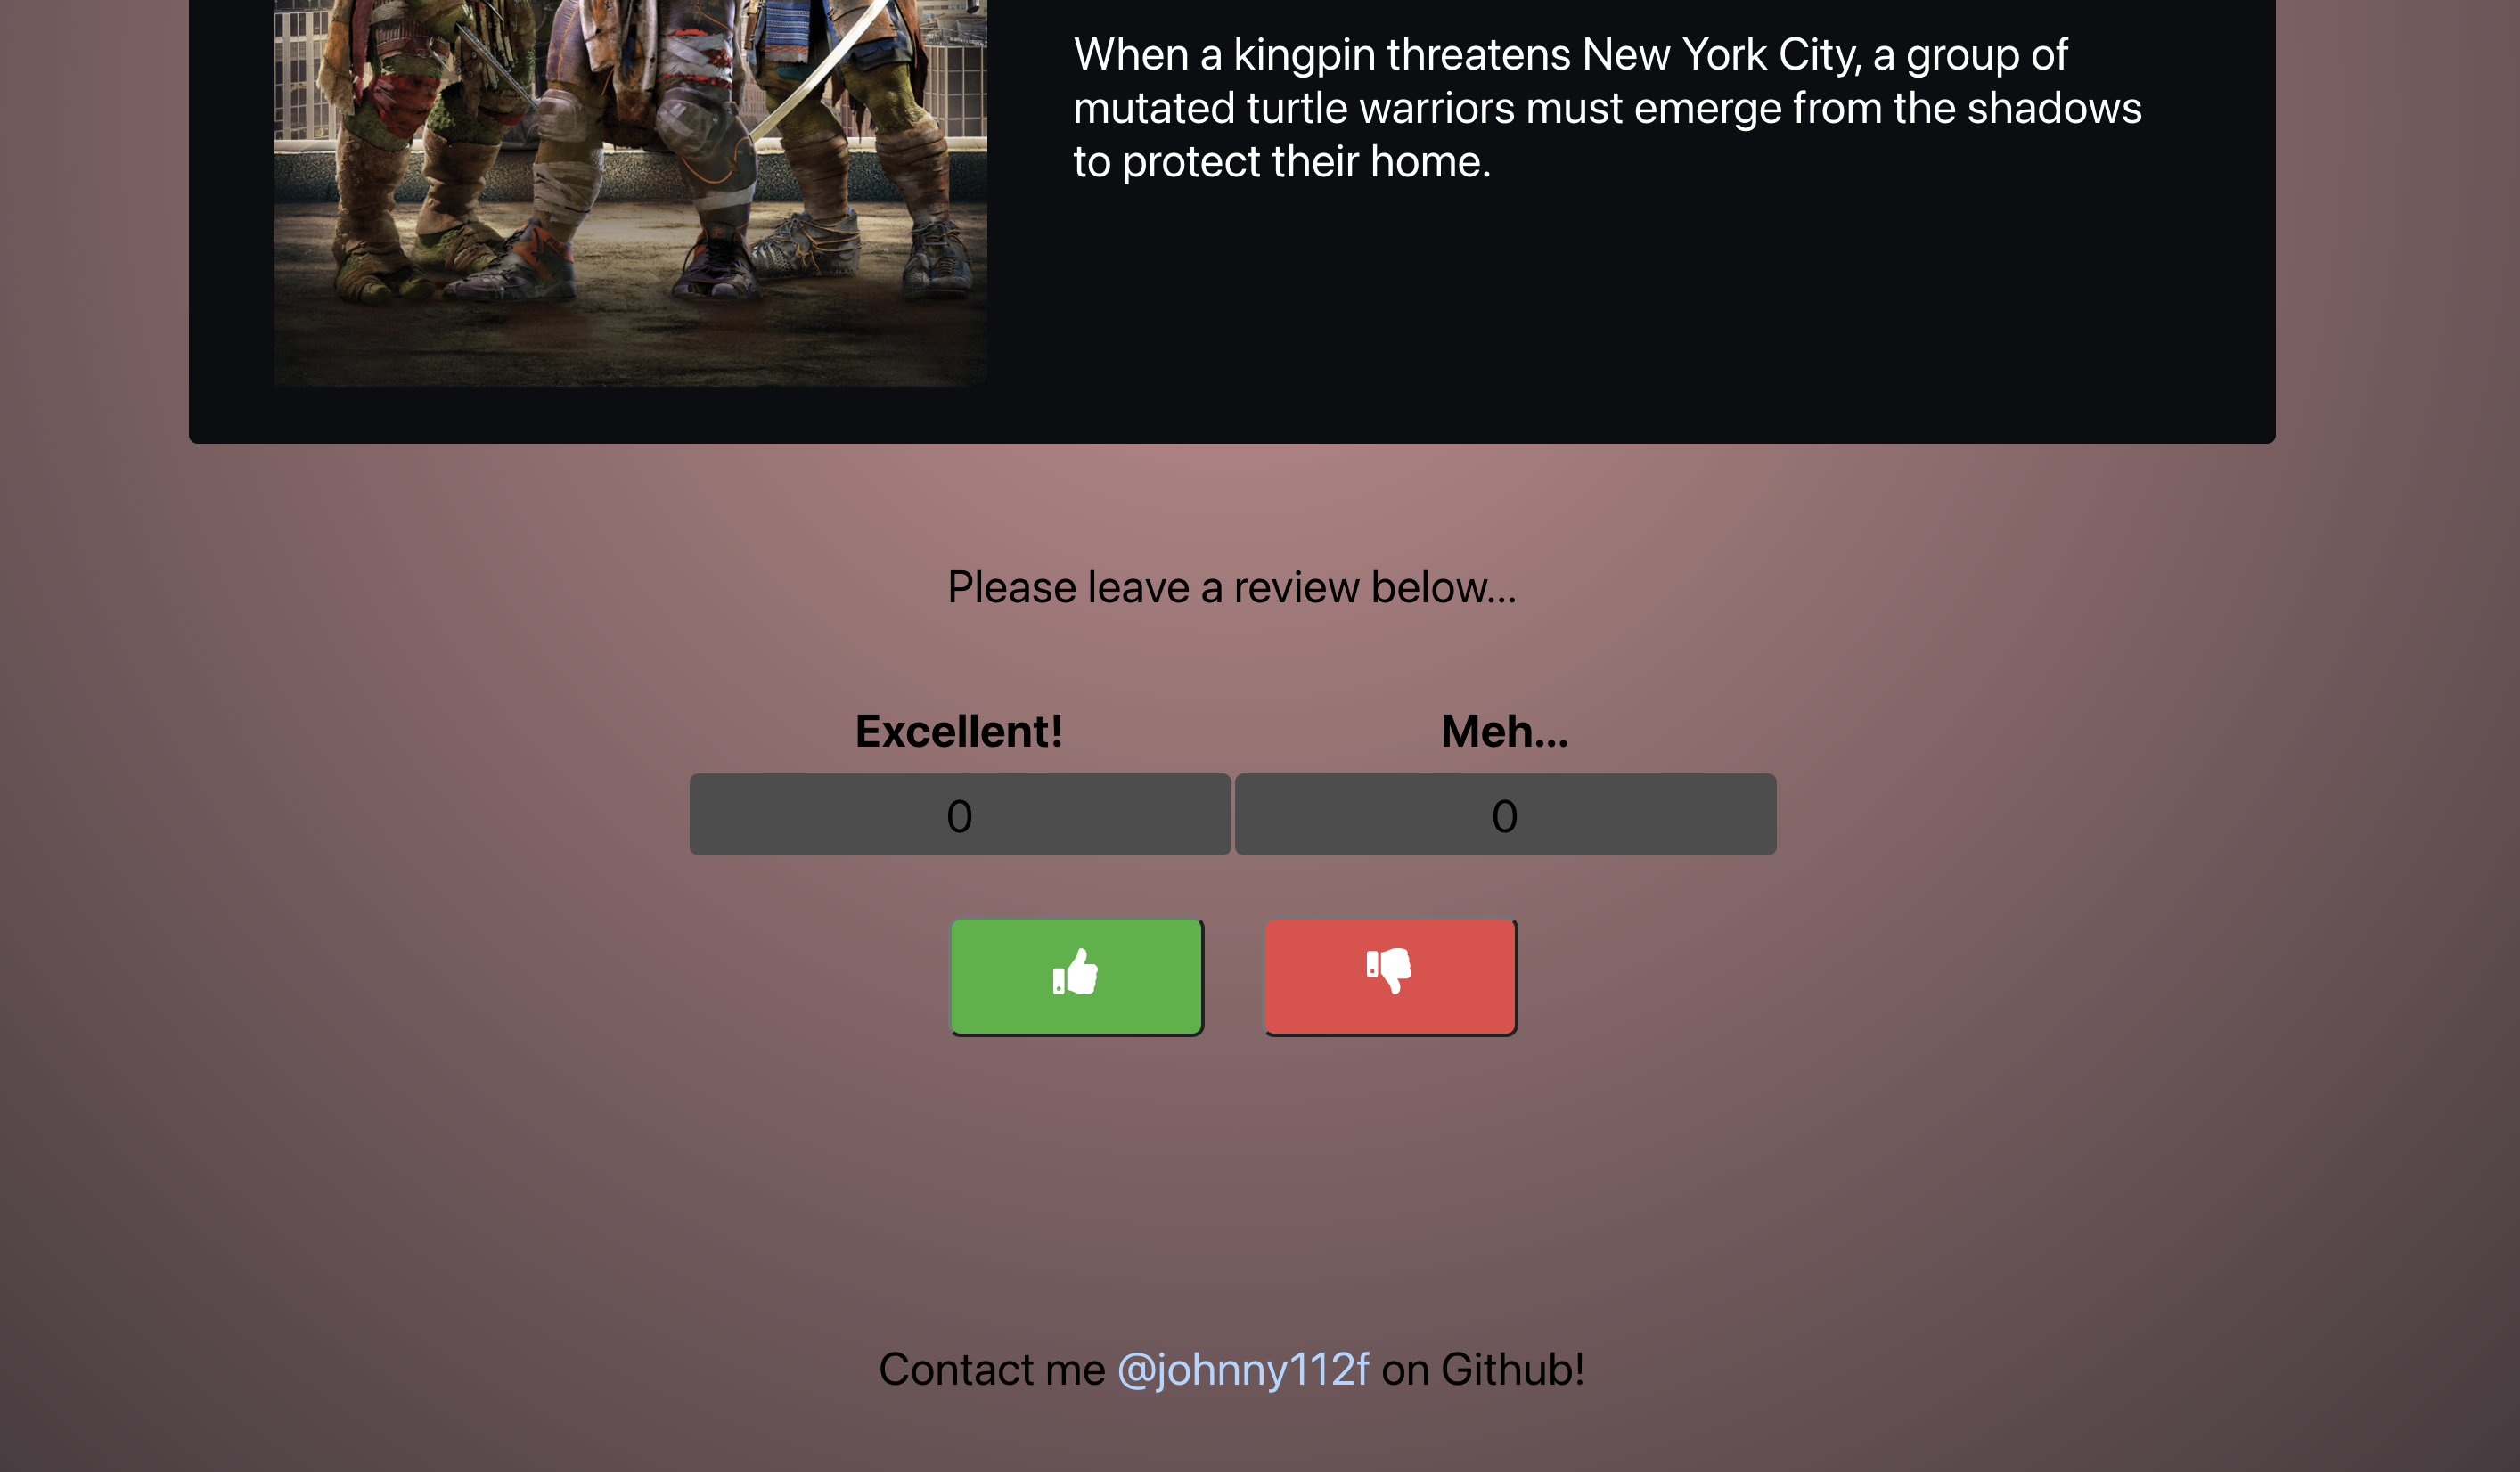 When a kingpin threatens New York City, a group of
mutated turtle warriors must emerge from the shadows
to protect their home.
Please leave a review below...
Excellent! Meh...
0 0
Contact me @johnny112f on Github!